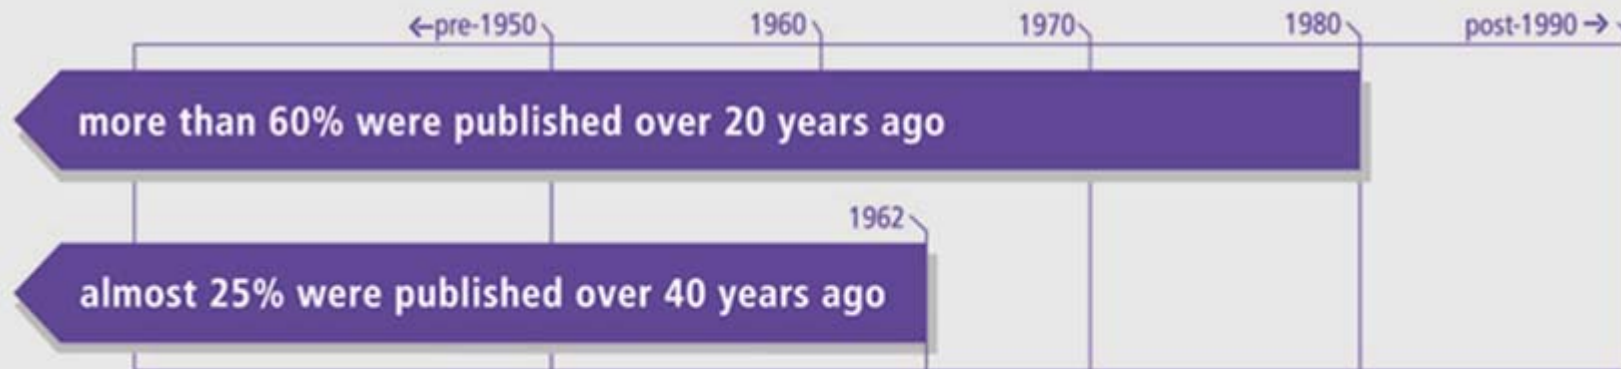 ←pre-1950 1960 1970 1980 post-1990→
more than 60% were published over 20 years ago
1962
almost 25% were published over 40 years ago